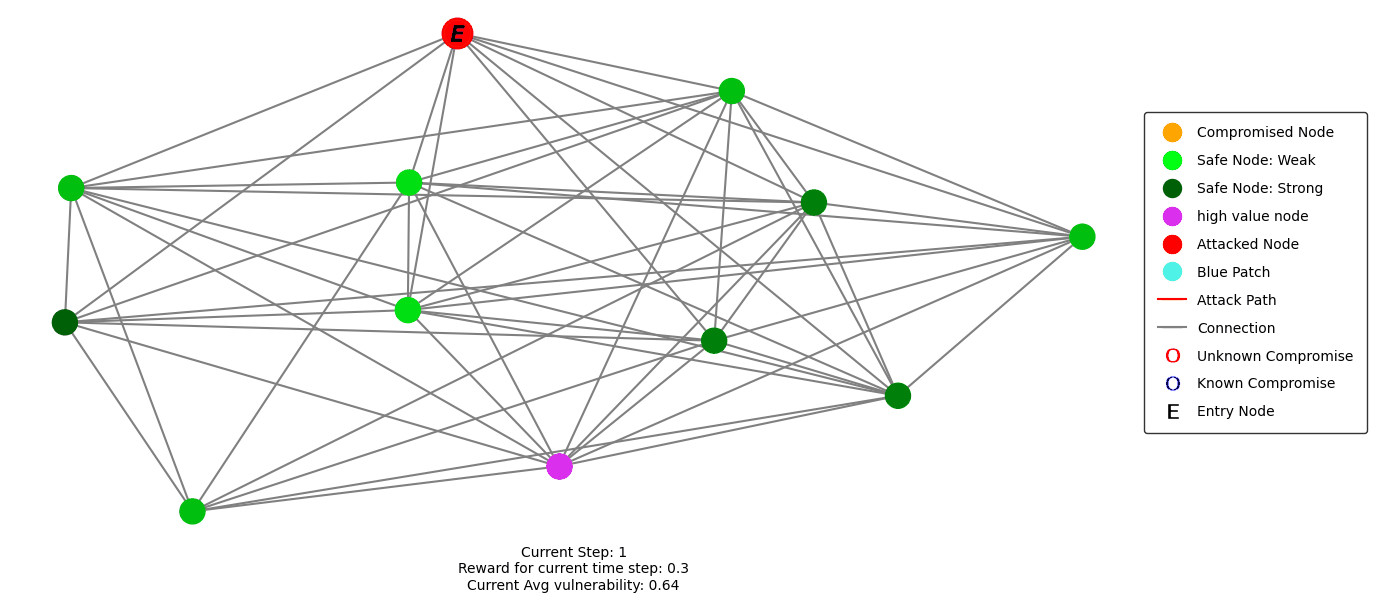 E
Compromised Node
Safe Node: Weak
Safe Node: Strong
high value node
Attacked Node
Blue Patch
Attack Path
Connection
O Unknown Compromise
O Known Compromise
E Entry Node
Current Step: 1
Reward for current time step: 0.3
Current Avg vulnerability: 0.64